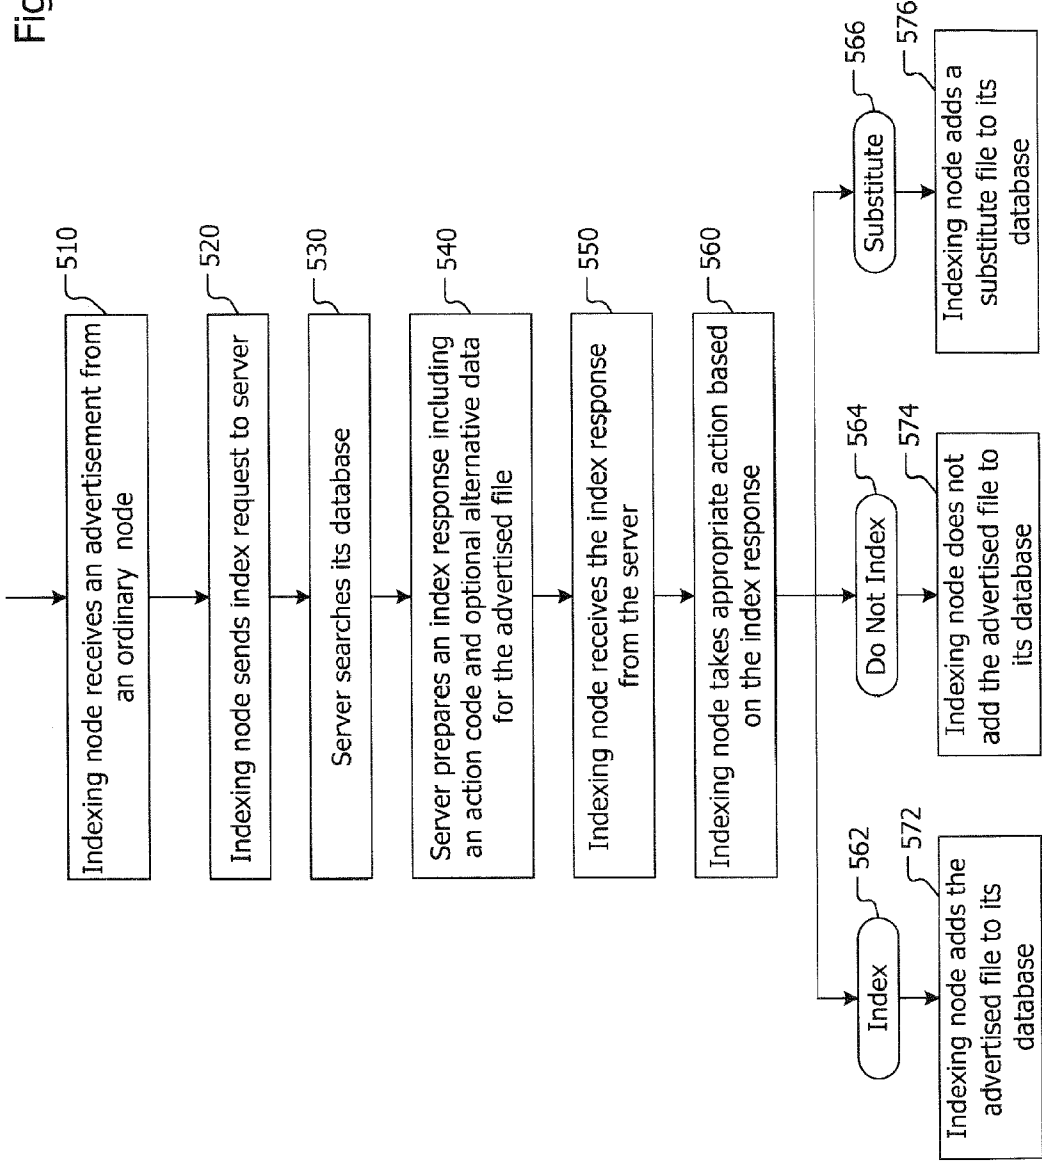 Fig
510
Indexing node receives an advertisement from
an ordinary node
520
Indexing node sends index request to server
530
Server searches its database
540
Server prepares an index response including
an action code and optional alternative data
for the advertised file
550
Indexing node receives the index response
from the server
560
Indexing node takes appropriate action based
on the index response
562
Index
572
Indexing node adds the
advertised file to its
database
564
Do Not Index
574
Indexing node does not
add the advertised file to
its database
566
Substitute
576
Indexing node adds a
substitute file to its
database